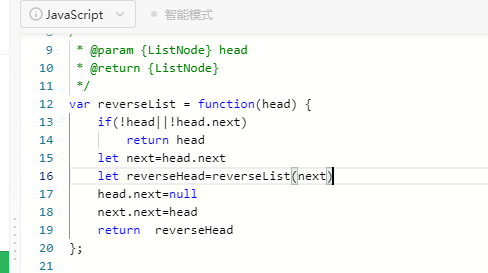 JavaScript
智能模式
8
/
9 * @param {ListNode} head
10 * @return {ListNode}
11 */
12 var reverseList = function(head) {
13 if(!head||!head.next)
14 return head
15 let next=head.next
16 let reverseHead=reverseList(next)
17 head.next=null
18 next.next=head
19 return  reverseHead
20 };
21